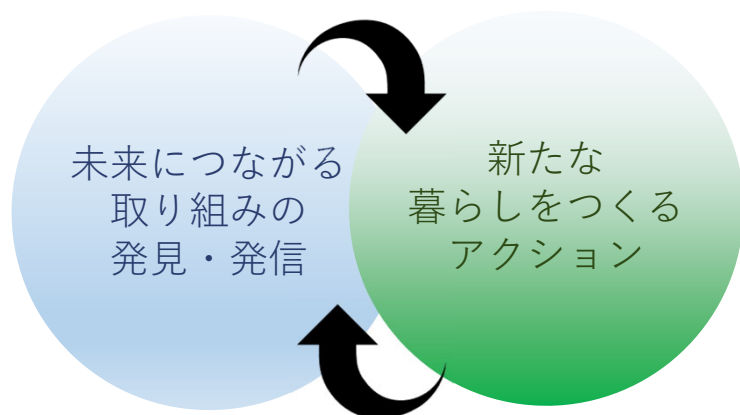 未来につながる
取り組みの
発見・発信
新たな
暮らしをつくる
アクション